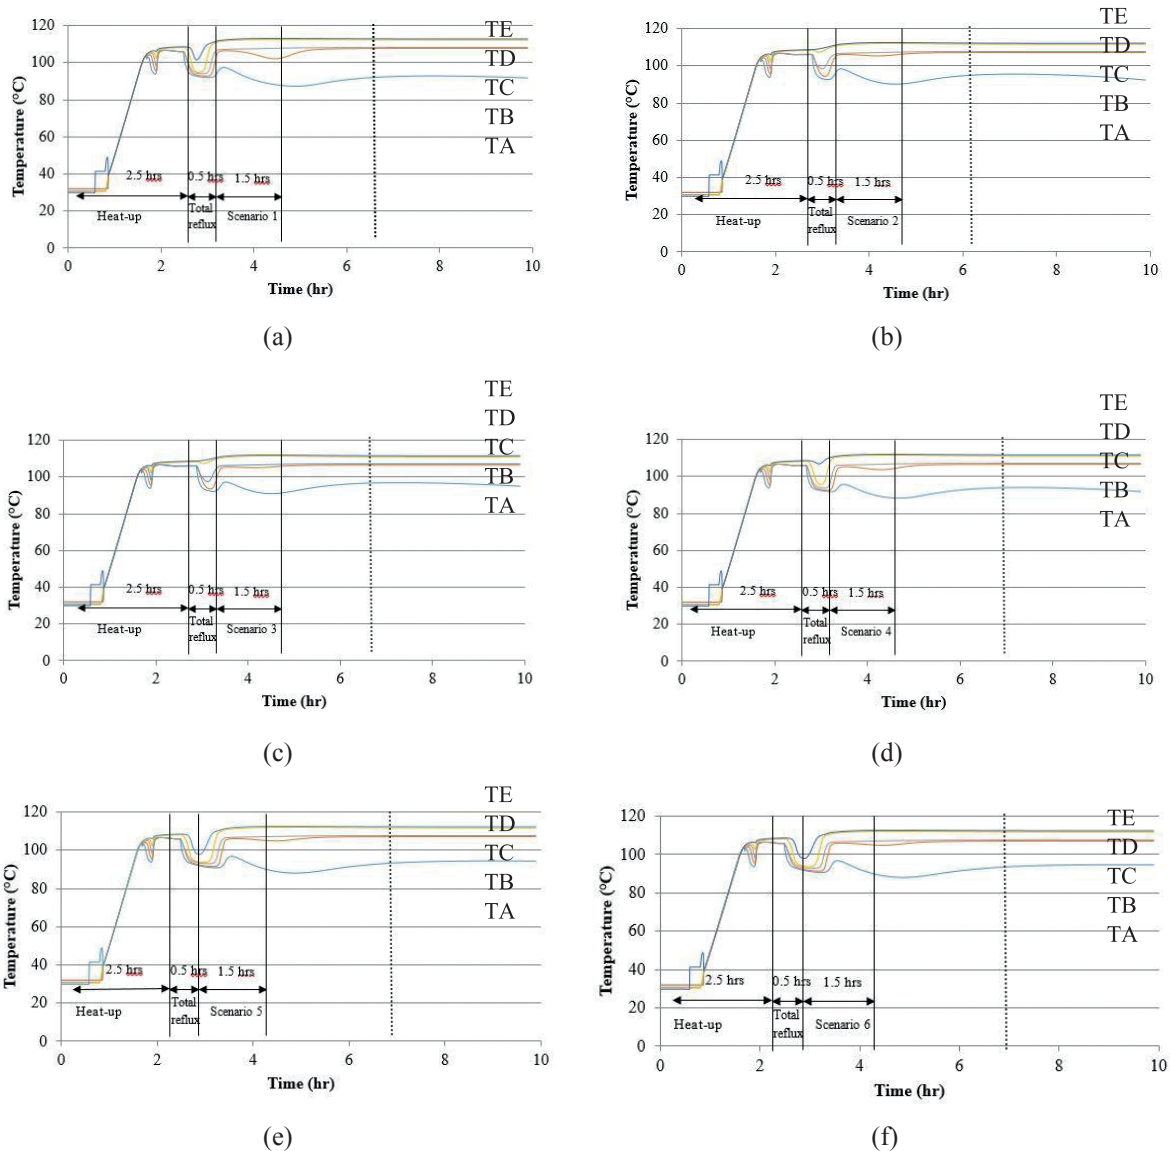 TE
TD
TC
TB
TA
120
100
80
60
40
20
0
Temperature (°C)
2.5 hrs
0.5 hrs
1.5 hrs
Heat-up
Total
reflux
Scenario 1
0 2 4 6 8 10
Time (hr)
(a)
TE
TD
TC
TB
TA
120
100
80
60
40
20
0
Temperature (°C)
2.5 hrs
0.5 hrs
1.5 hrs
Heat-up
Total
reflux
Scenario 2
0 2 4 6 8 10
Time (hr)
(b)
TE
TD
TC
TB
TA
120
100
80
60
40
20
0
Temperature (°C)
2.5 hrs
0.5 hrs
1.5 hrs
Heat-up
Total
reflux
Scenario 3
0 2 4 6 8 10
Time (hr)
(c)
TE
TD
TC
TB
TA
120
100
80
60
40
20
0
Temperature (°C)
2.5 hrs
0.5 hrs
1.5 hrs
Heat-up
Total
reflux
Scenario 4
0 2 4 6 8 10
Time (hr)
(d)
TE
TD
TC
TB
TA
120
100
80
60
40
20
0
Temperature (°C)
2.5 hrs
0.5 hrs
1.5 hrs
Heat-up
Total
reflux
Scenario 5
0 2 4 6 8 10
Time (hr)
(e)
TE
TD
TC
TB
TA
120
100
80
60
40
20
0
Temperature (°C)
2.5 hrs
0.5 hrs
1.5 hrs
Heat-up
Total
reflux
Scenario 6
0 2 4 6 8 10
Time (hr)
(f)